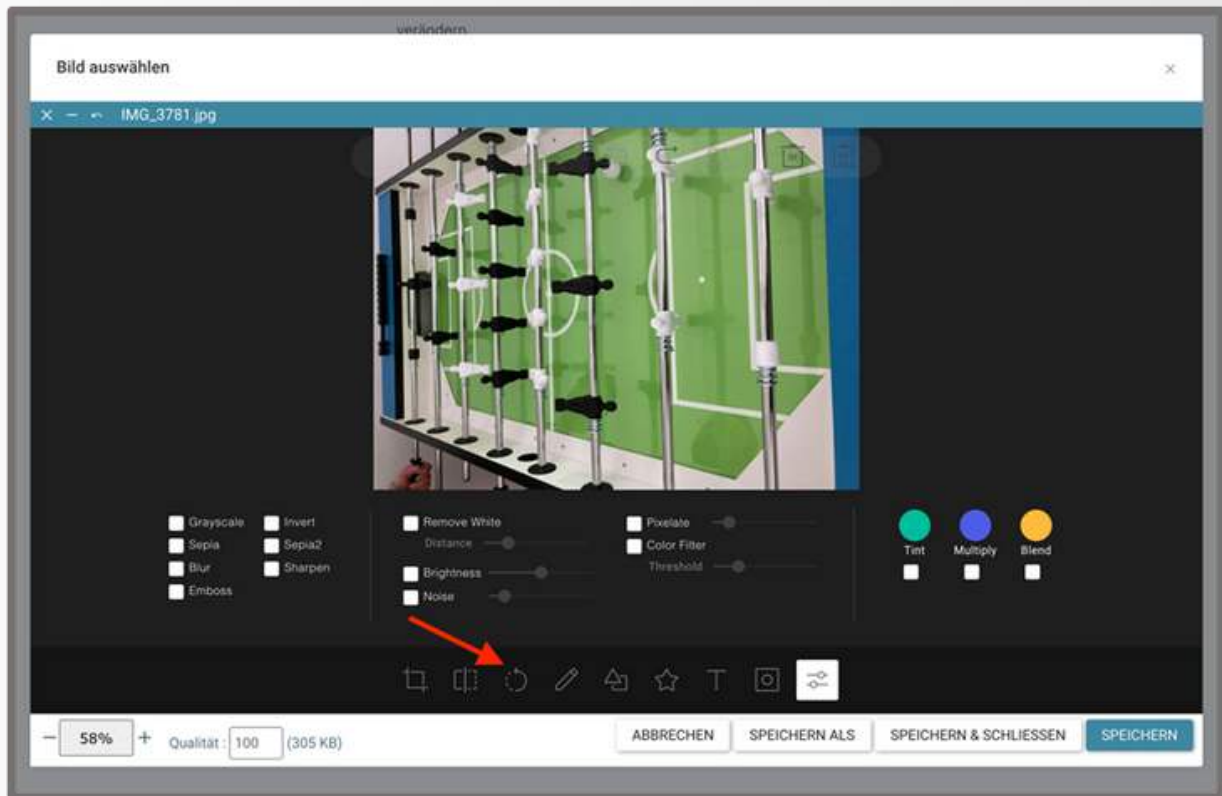 verändern
Bild auswählen
IMG_3781.jpg
Grayscale Invert
Sepia Sepia2
Blur Sharpen
Emboss
Remove White
Distance
Brightness
Noise
Pixelate
Color Filter
Threshold
Tint Multiply Blend
58% Qualität : 100 (305 KB)
ABBRECHEN SPEICHERN ALS SPEICHERN & SCHLIESSEN SPEICHERN